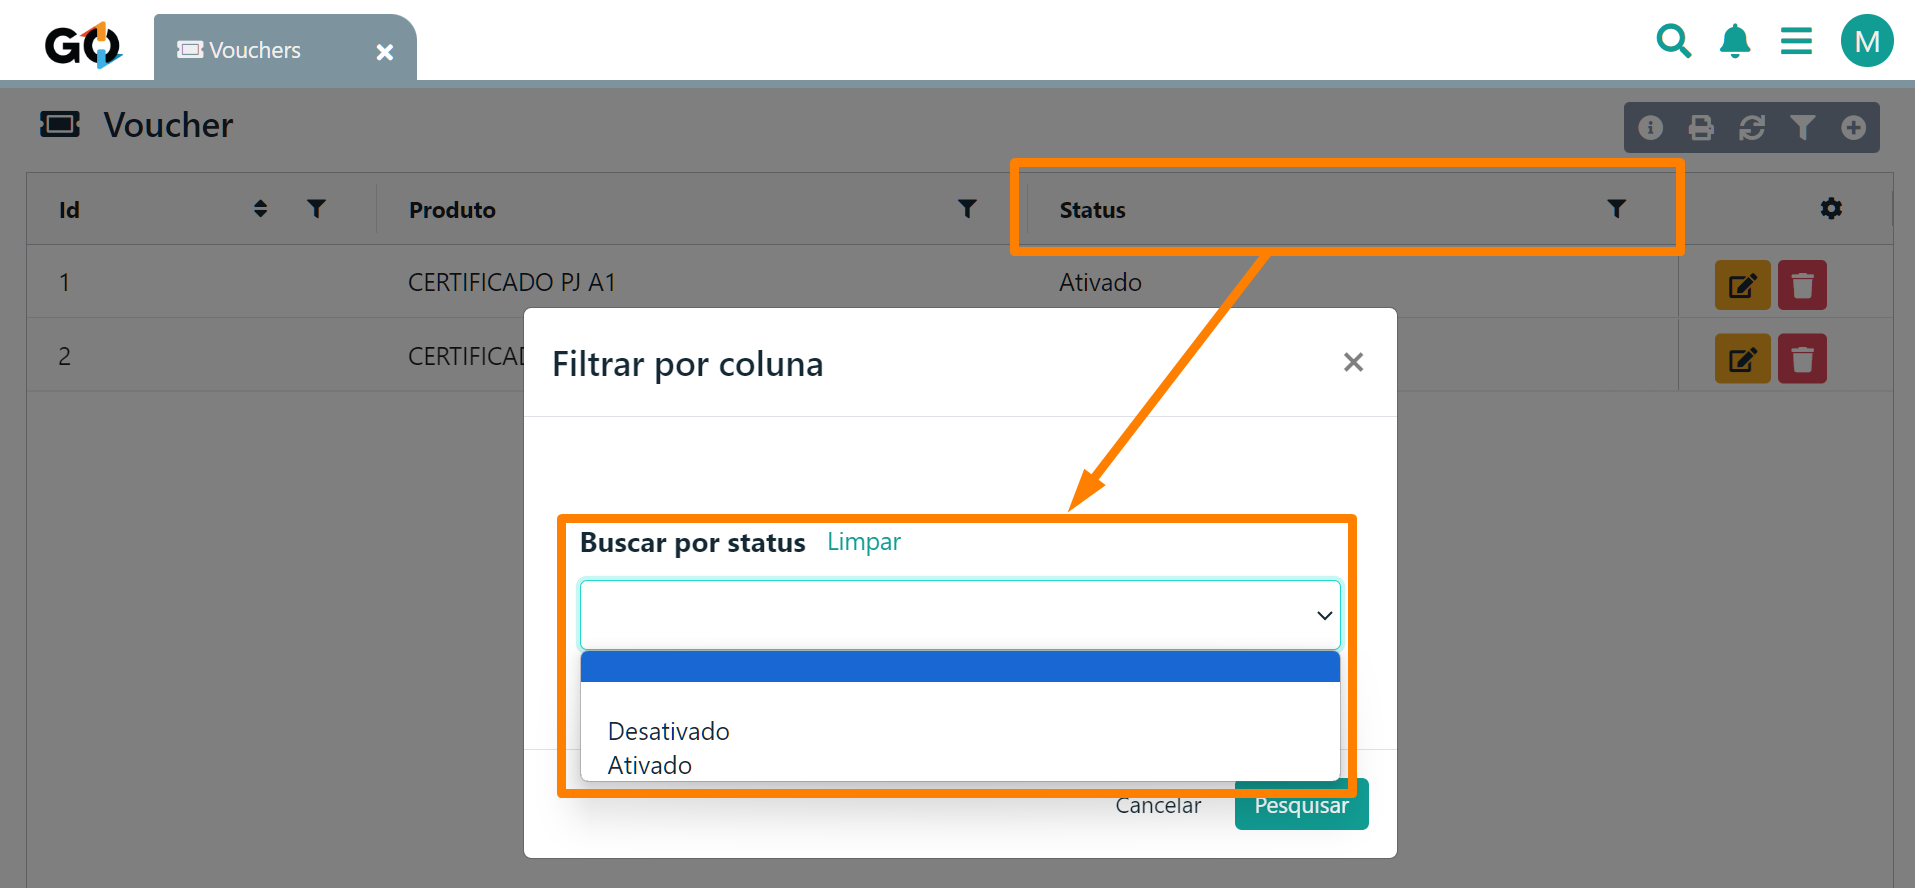 GO
Vouchers
M
Voucher
Id Produto Status
1 CERTIFICADO PJ A1 Ativado
2 CERTIFICAD
Filtrar por coluna
Buscar por status Limpar
Desativado
Ativado
Cancelar Pesquisar